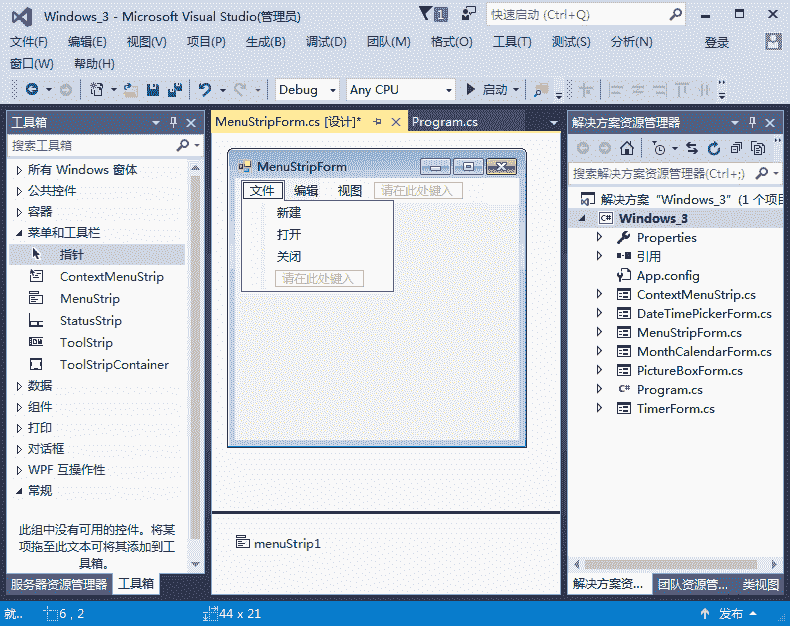 Windows_3 - Microsoft Visual Studio(管理员)
1
快速启动 (Ctrl+Q)
文件(F) 编辑(E) 视图(V) 项目(P) 生成(B) 调试(D) 团队(M) 格式(O) 工具(T) 测试(S) 分析(N) 登录
窗口(W) 帮助(H)
Debug Any CPU 启动
工具箱
搜索工具箱
所有 Windows 窗体
公共控件
容器
菜单和工具栏
指针
ContextMenuStrip
MenuStrip
StatusStrip
ToolStrip
ToolStripContainer
数据
组件
打印
对话框
WPF 互操作性
常规
此组中没有可用的控件。将某
项拖至此文本可将其添加到工
具箱。
服务器资源管理器 工具箱
MenuStripForm.cs [设计]* Program.cs
MenuStripForm
文件 编辑 视图 请在此处键入
新建
打开
关闭
请在此处键入
menuStrip1
解决方案资源管理器
搜索解决方案资源管理器(Ctrl+;)
解决方案 "Windows_3" (1 个项目
C# Windows_3
Properties
引用
App.config
ContextMenuStrip.cs
DateTimePickerForm.cs
MenuStripForm.cs
MonthCalendarForm.cs
PictureBoxForm.cs
C# Program.cs
TimerForm.cs
解决方案资... 团队资源管... 类视图
就.. 6 , 2 44 x 21 发布